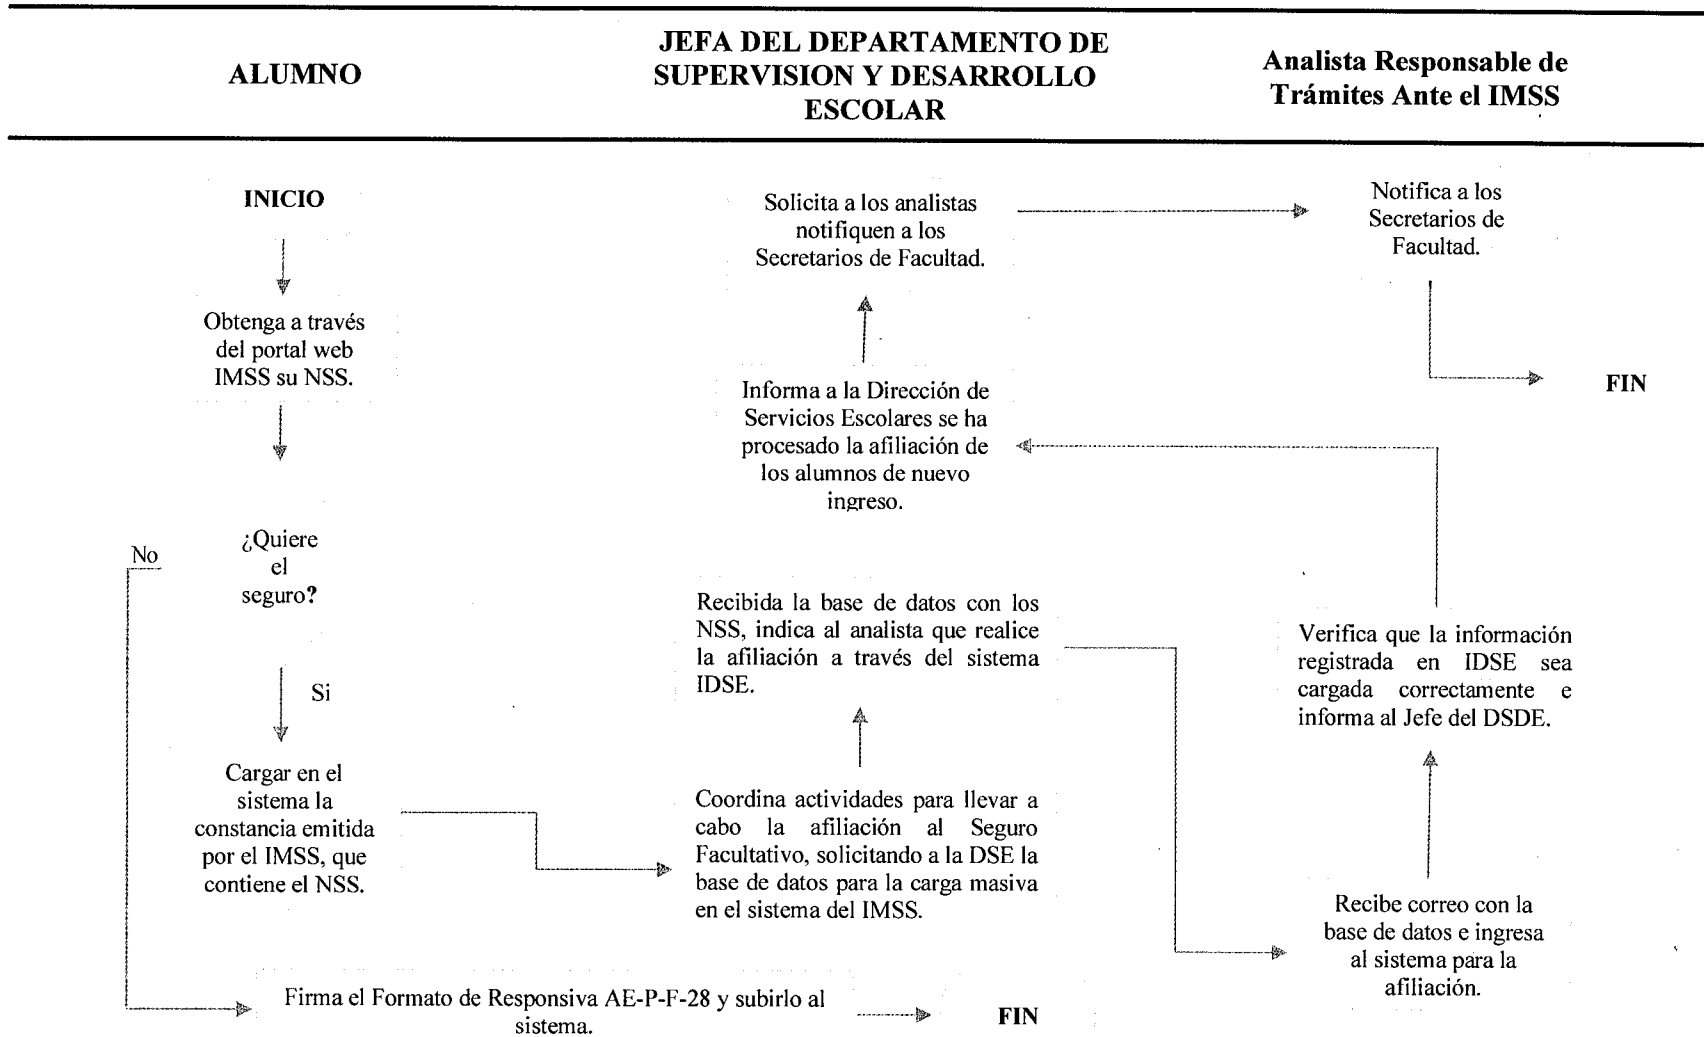 ALUMNO
JEFA DEL DEPARTAMENTO DE
SUPERVISION Y DESARROLLO
ESCOLAR
Analista Responsable de
Trámites Ante el IMSS
INICIO
Obtenga a través
del portal web
IMSS su NSS.
¿Quiere
el
seguro?
No
Si
Cargar en el
sistema la
constancia emitida
por el IMSS, que
contiene el NSS.
Firma el Formato de Responsiva AE-P-F-28 y subirlo al
sistema.
FIN
Solicita a los analistas
notifiquen a los
Secretarios de Facultad.
Informa a la Dirección de
Servicios Escolares se ha
procesado la afiliación de
los alumnos de nuevo
ingreso.
Recibida la base de datos con los
NSS, indica al analista que realice
la afiliación a través del sistema
IDSE.
Coordina actividades para llevar a
cabo la afiliación al Seguro
Facultativo, solicitando a la DSE la
base de datos para la carga masiva
en el sistema del IMSS.
Notifica a los
Secretarios de
Facultad.
FIN
Verifica que la información
registrada en IDSE sea
cargada correctamente e
informa al Jefe del DSDE.
Recibe correo con la
base de datos e ingresa
al sistema para la
afiliación.